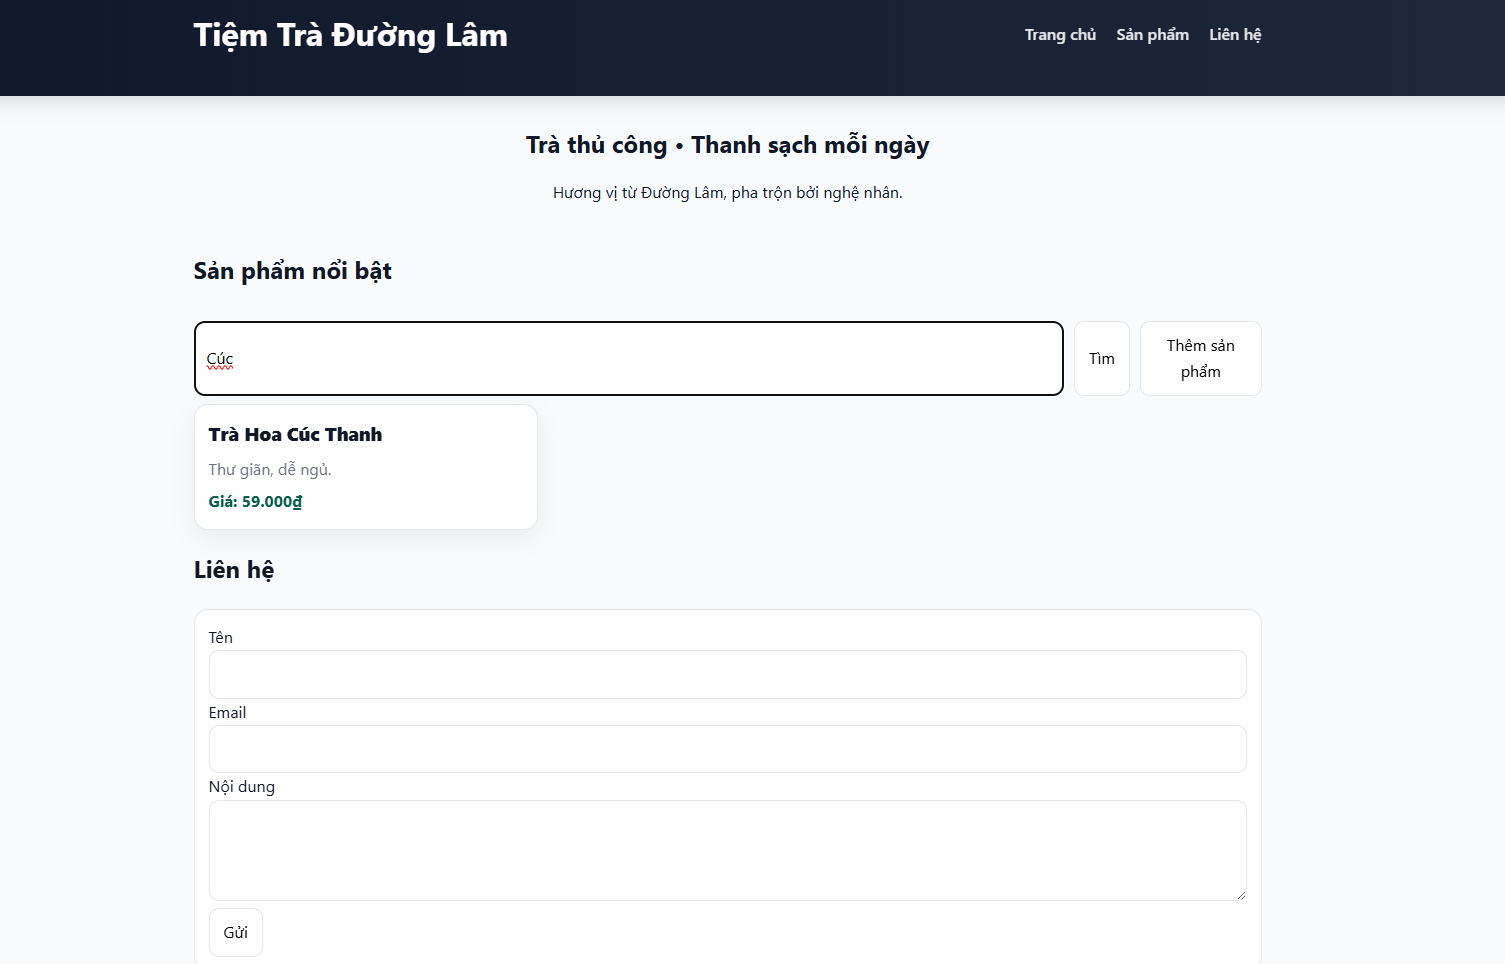 Tiệm Trà Đường Lâm
Trang chủ Sản phẩm Liên hệ
Trà thủ công • Thanh sạch mỗi ngày
Hương vị từ Đường Lâm, pha trộn bởi nghệ nhân.
Sản phẩm nổi bật
Cúc
Tìm
Thêm sản
phẩm
Trà Hoa Cúc Thanh
Thư giãn, dễ ngủ.
Giá: 59.000₫
Liên hệ
Tên
Email
Nội dung
Gửi